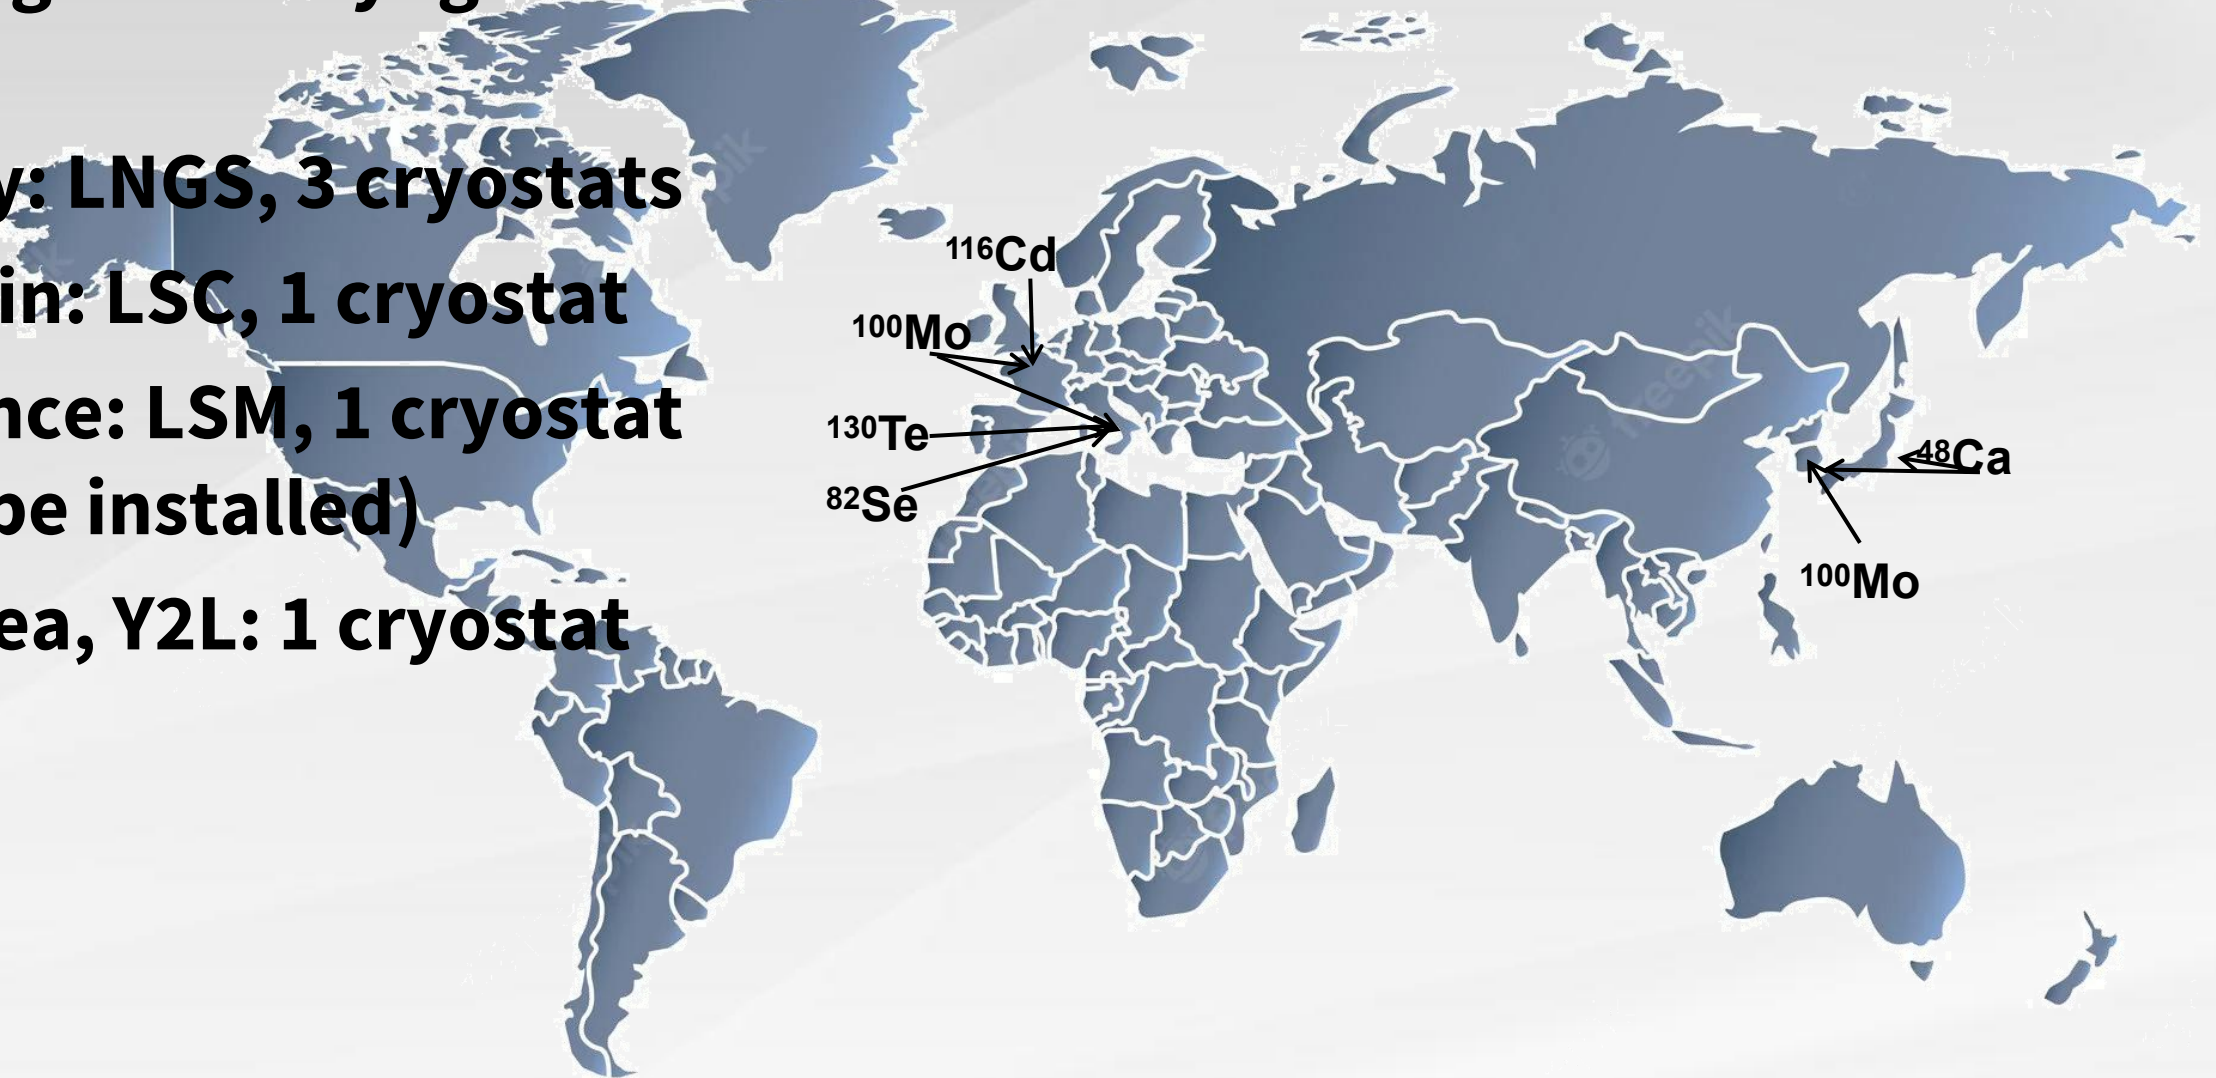 y: LNGS, 3 cryostats
in: LSC, 1 cryostat
nce: LSM, 1 cryostat
be installed)
ea, Y2L: 1 cryostat
¹¹⁶Cd
¹⁰⁰Mo
¹³⁰Te
⁸²Se
⁴⁸Ca
¹⁰⁰Mo
freepik